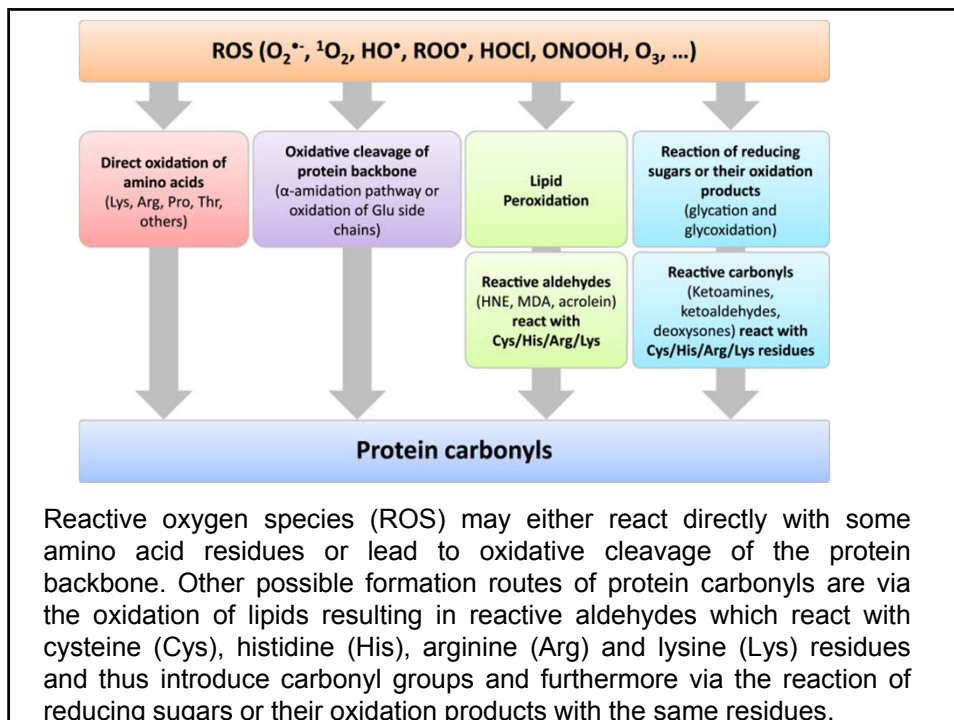 ROS (O₂•-, ¹O₂, HO•, ROO•, HOCl, ONOOH, O₃, ...)
Direct oxidation of
amino acids
(Lys, Arg, Pro, Thr,
others)
Oxidative cleavage of
protein backbone
(α-amidation pathway or
oxidation of Glu side
chains)
Lipid
Peroxidation
Reaction of reducing
sugars or their oxidation
products
(glycation and
glycoxidation)
Reactive aldehydes
(HNE, MDA, acrolein)
react with
Cys/His/Arg/Lys
Reactive carbonyls
(Ketoamines,
ketoaldehydes,
deoxysones) react with
Cys/His/Arg/Lys residues
Protein carbonyls
Reactive oxygen species (ROS) may either react directly with some
amino acid residues or lead to oxidative cleavage of the protein
backbone. Other possible formation routes of protein carbonyls are via
the oxidation of lipids resulting in reactive aldehydes which react with
cysteine (Cys), histidine (His), arginine (Arg) and lysine (Lys) residues
and thus introduce carbonyl groups and furthermore via the reaction of
reducing sugars or their oxidation products with the same residues.